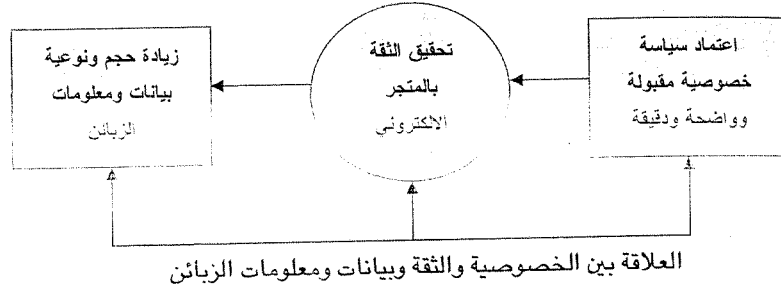 اعتماد سياسة
خصوصية مقبولة
وواضحة ودقيقة
تحقيق الثقة
بالمتجر
الالكتروني
زيادة حجم ونوعية
بيانات ومعلومات
الزبائن
العلاقة بين الخصوصية والثقة وبيانات ومعلومات الزبائن